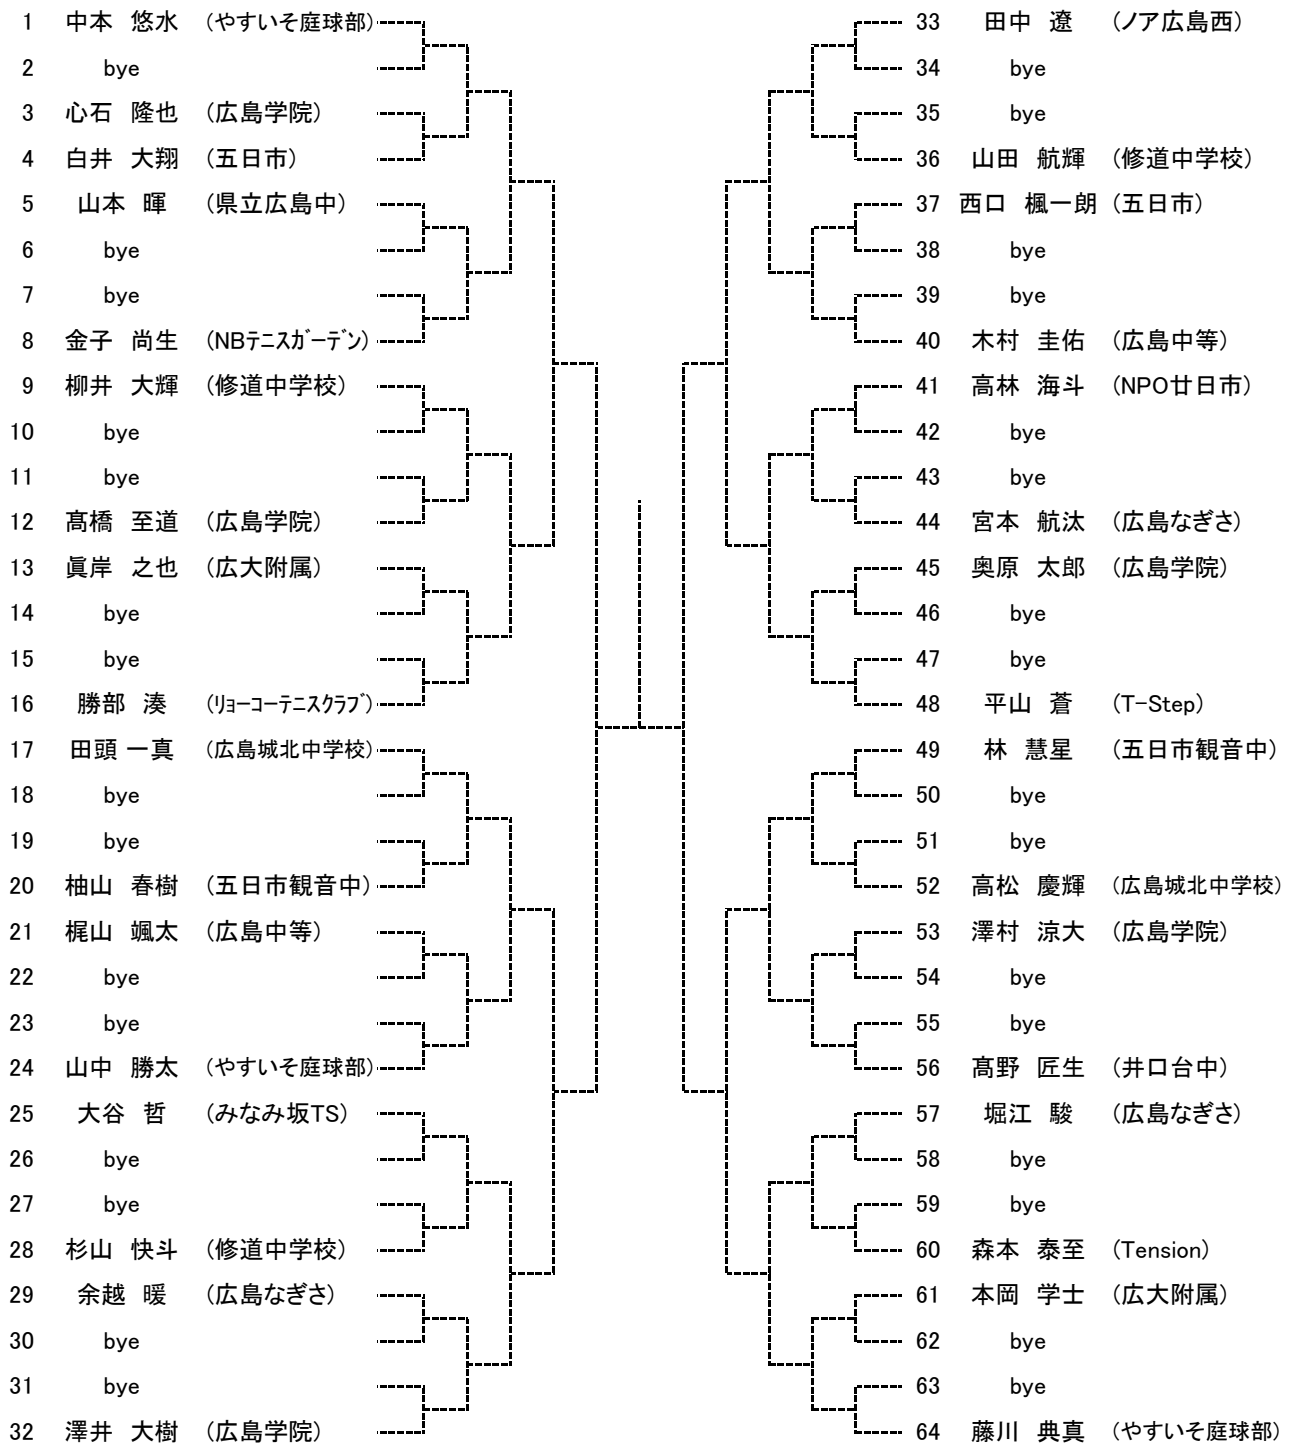 1 中本 悠水 (やすいそ庭球部)
2 bye
3 心石 隆也 (広島学院)
4 白井 大翔 (五日市)
5 山本 暉 (県立広島中)
6 bye
7 bye
8 金子 尚生 (NBﾃﾆｽｶﾞｰﾃﾞﾝ)
9 柳井 大輝 (修道中学校)
10 bye
11 bye
12 髙橋 至道 (広島学院)
13 眞岸 之也 (広大附属)
14 bye
15 bye
16 勝部 湊 (ﾘｮｰｺｰﾃﾆｽｸﾗﾌﾞ)
17 田頭 一真 (広島城北中学校)
18 bye
19 bye
20 柚山 春樹 (五日市観音中)
21 梶山 颯太 (広島中等)
22 bye
23 bye
24 山中 勝太 (やすいそ庭球部)
25 大谷 哲 (みなみ坂TS)
26 bye
27 bye
28 杉山 快斗 (修道中学校)
29 余越 暖 (広島なぎさ)
30 bye
31 bye
32 澤井 大樹 (広島学院)
33 田中 遼 (ノア広島西)
34 bye
35 bye
36 山田 航輝 (修道中学校)
37 西口 楓一朗 (五日市)
38 bye
39 bye
40 木村 圭佑 (広島中等)
41 高林 海斗 (NPO廿日市)
42 bye
43 bye
44 宮本 航汰 (広島なぎさ)
45 奥原 太郎 (広島学院)
46 bye
47 bye
48 平山 蒼 (T-Step)
49 林 慧星 (五日市観音中)
50 bye
51 bye
52 高松 慶輝 (広島城北中学校)
53 澤村 涼大 (広島学院)
54 bye
55 bye
56 髙野 匠生 (井口台中)
57 堀江 駿 (広島なぎさ)
58 bye
59 bye
60 森本 泰至 (Tension)
61 本岡 学士 (広大附属)
62 bye
63 bye
64 藤川 典真 (やすいそ庭球部)